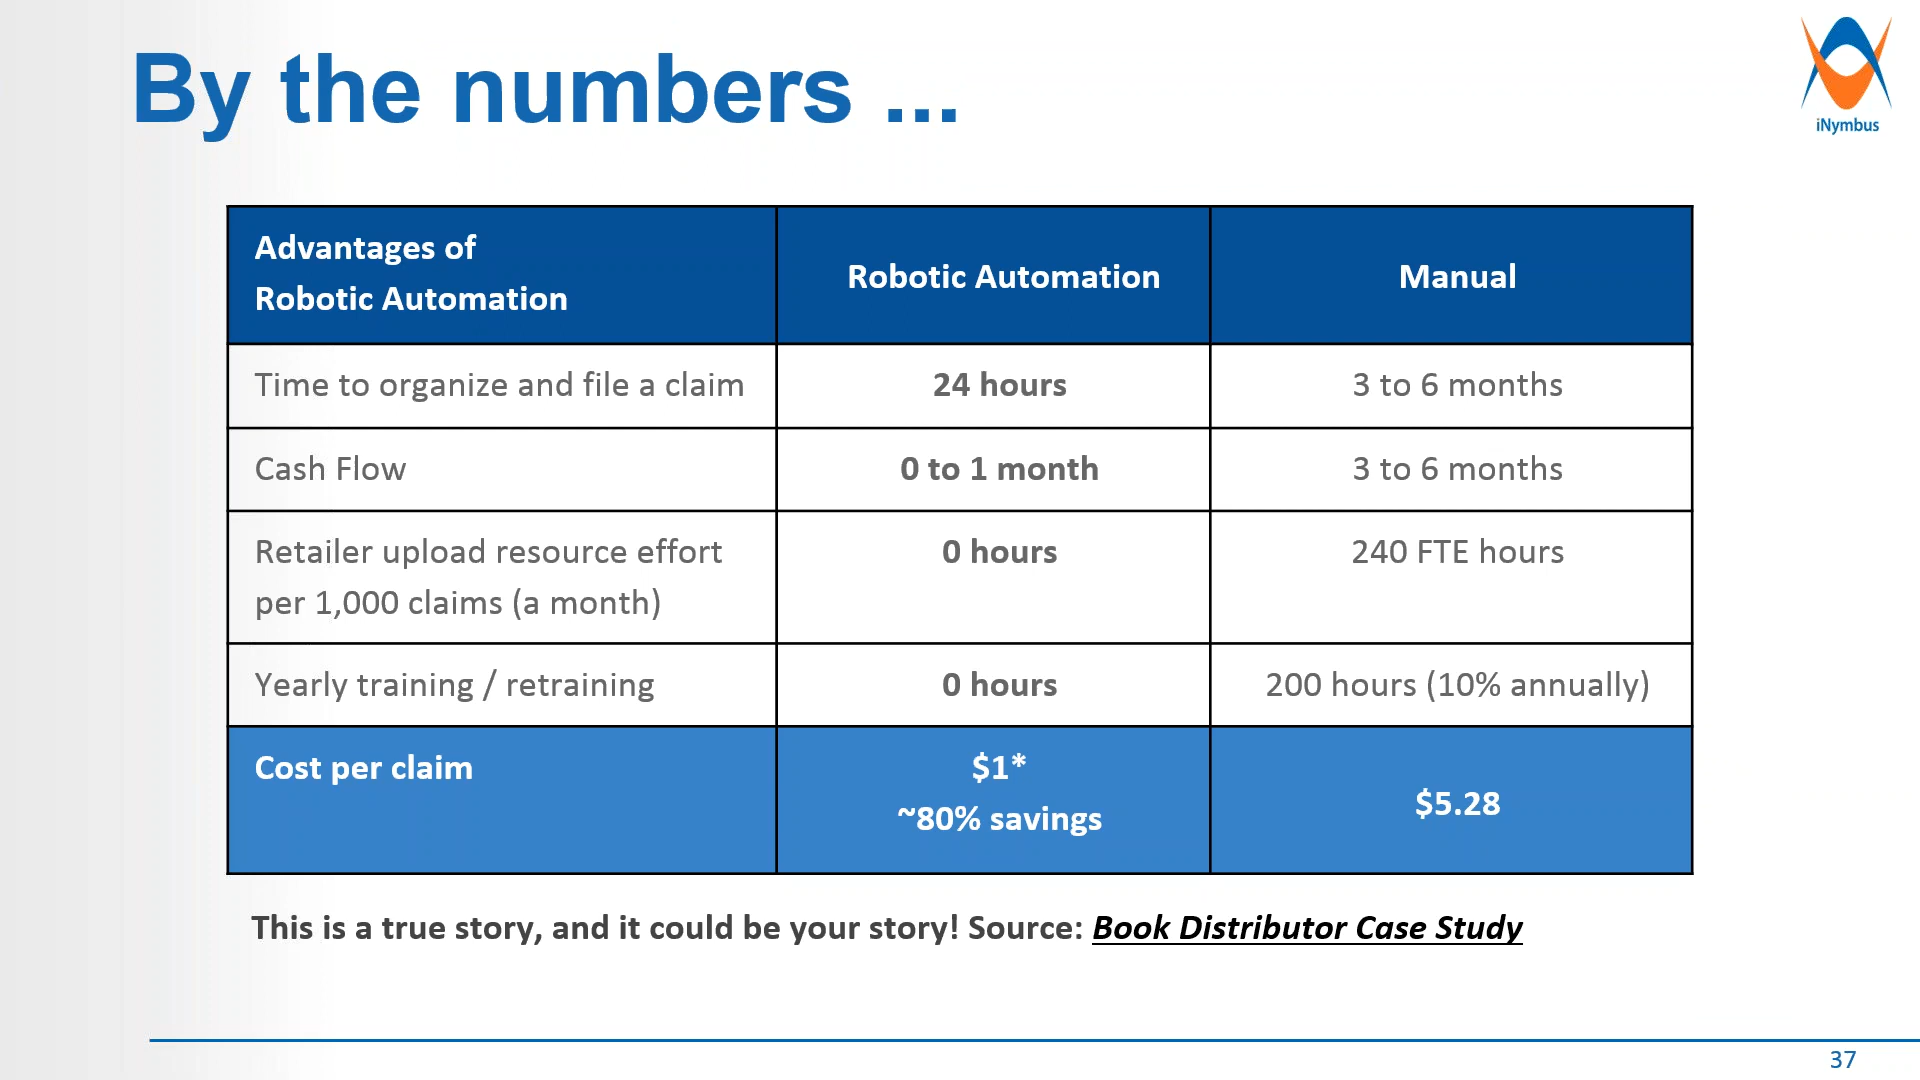 By the numbers ...
iNymbus
Advantages of
Robotic Automation
Robotic Automation
Manual
Time to organize and file a claim
24 hours
3 to 6 months
Cash Flow
0 to 1 month
3 to 6 months
Retailer upload resource effort
per 1,000 claims (a month)
0 hours
240 FTE hours
Yearly training / retraining
0 hours
200 hours (10% annually)
Cost per claim
$1*
~80% savings
$5.28
This is a true story, and it could be your story! Source: Book Distributor Case Study
37